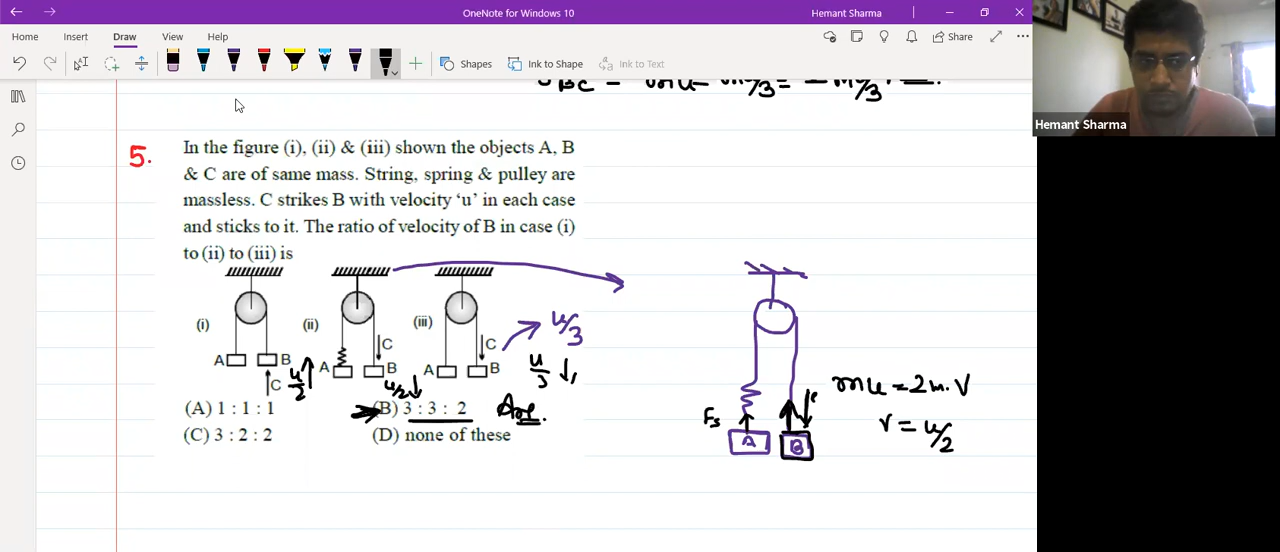 OneNote for Windows 10
Hemant Sharma
Home Insert Draw View Help
Share
Shapes Ink to Shape Ink to Text
Hemant Sharma
5. In the figure (i), (ii) & (iii) shown the objects A, B
& C are of same mass. String, spring & pulley are
massless. C strikes B with velocity ‘u’ in each case
and sticks to it. The ratio of velocity of B in case (i)
to (ii) to (iii) is
(i) (ii) (iii)
u/3
C C
A B A B A B
C
u/2 u/2 u/3
(A) 1 : 1 : 1 (B) 3 : 3 : 2 Ans.
(C) 3 : 2 : 2 (D) none of these
mu = 2m. V
v = u/2
Fs
A B